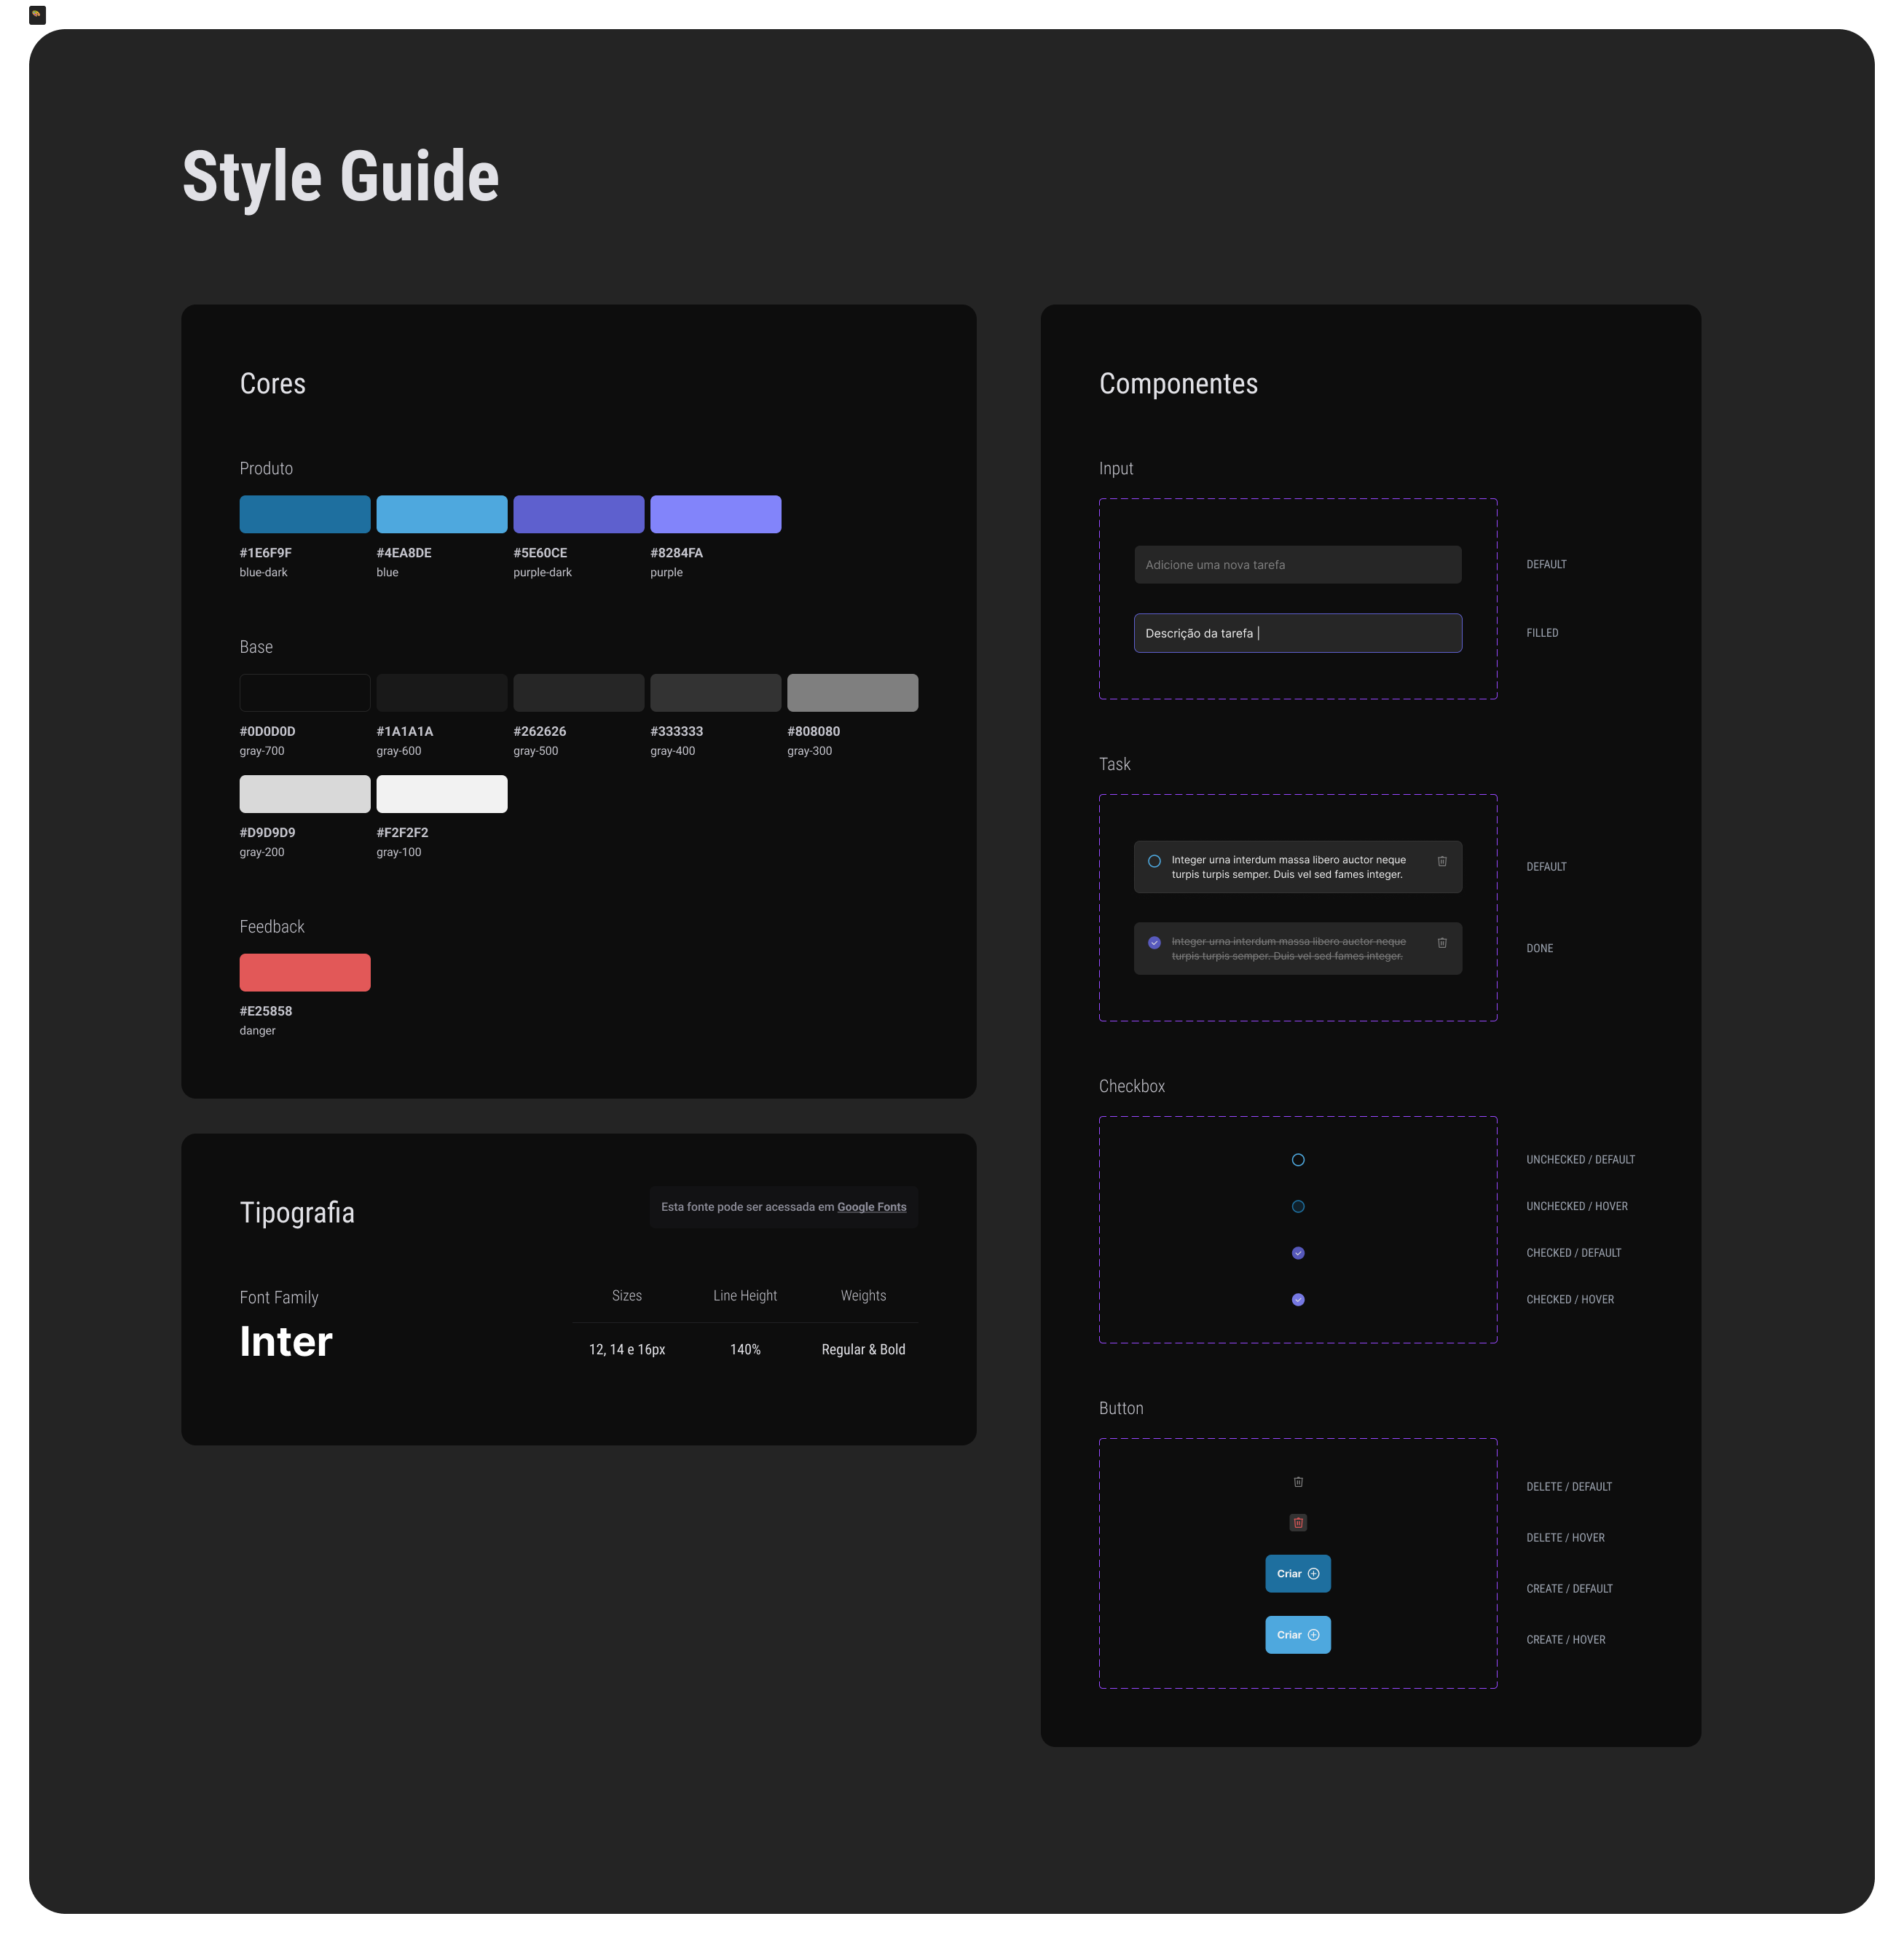 Style Guide
Cores
Produto
#1E6F9F
blue-dark
#4EA8DE
blue
#5E60CE
purple-dark
#8284FA
purple
Base
#0D0D0D
gray-700
#1A1A1A
gray-600
#262626
gray-500
#333333
gray-400
#808080
gray-300
#D9D9D9
gray-200
#F2F2F2
gray-100
Feedback
#E25858
danger
Tipografia
Esta fonte pode ser acessada em Google Fonts
Font Family
Inter
Sizes
Line Height
Weights
12, 14 e 16px
140%
Regular & Bold
Componentes
Input
Adicione uma nova tarefa
DEFAULT
Descrição da tarefa |
FILLED
Task
Integer urna interdum massa libero auctor neque
turpis turpis semper. Duis vel sed fames integer.
DEFAULT
Integer urna interdum massa libero auctor neque
turpis turpis semper. Duis vel sed fames integer.
DONE
Checkbox
UNCHECKED / DEFAULT
UNCHECKED / HOVER
CHECKED / DEFAULT
CHECKED / HOVER
Button
DELETE / DEFAULT
DELETE / HOVER
Criar
CREATE / DEFAULT
Criar
CREATE / HOVER